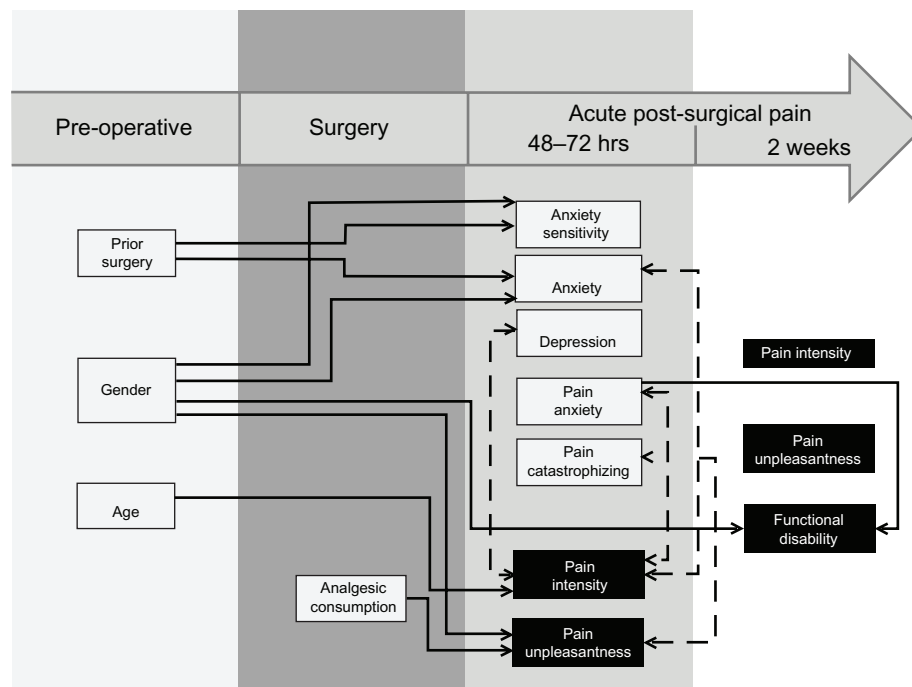 Pre-operative
Surgery
Acute post-surgical pain
48–72 hrs
2 weeks
Prior
surgery
Anxiety
sensitivity
Anxiety
Depression
Pain intensity
Gender
Pain
anxiety
Pain
catastrophizing
Pain
unpleasantness
Age
Functional
disability
Pain
intensity
Analgesic
consumption
Pain
unpleasantness